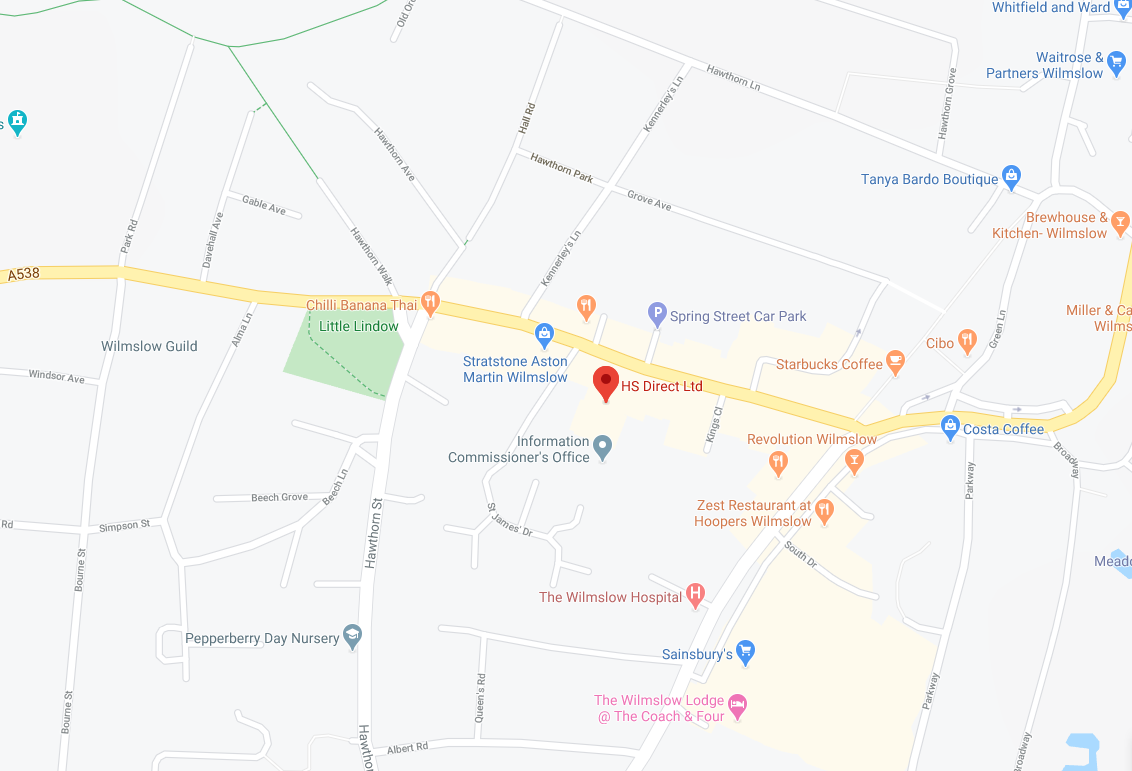 Old Oro
Whitfield and Ward
Waitrose &
Partners Wilmslow
Hawthorn Ln
Kennerley's Ln
Hawthorn Grove
Hall Rd
s
Hawthorn Ave
Hawthorn Park
Tanya Bardo Boutique
Grove Ave
Gable Ave
Brewhouse &
Kitchen- Wilmslow
Park Rd
Davehall Ave
Hawthorn Walk
Kennerley's Ln
A538
Chilli Banana Thai
Little Lindow
Alma Ln
Spring Street Car Park
Miller & Ca
Wilms
Green Ln
Cibo
Wilmslow Guild
Stratstone Aston
Martin Wilmslow
Starbucks Coffee
Windsor Ave
HS Direct Ltd
Kings Cl
Costa Coffee
Information
Commissioner's Office
Revolution Wilmslow
Broadway
Parkway
Beech Ln
Beech Grove
Zest Restaurant at
Hoopers Wilmslow
St James' Dr
Rd
Simpson St
Hawthorn St
South Dr
Bourne St
Meado
The Wilmslow Hospital
Pepperberry Day Nursery
Sainsbury's
Queen's Rd
The Wilmslow Lodge
@ The Coach & Four
Bourne St
Parkway
Albert Rd
Hawthor
Broadway